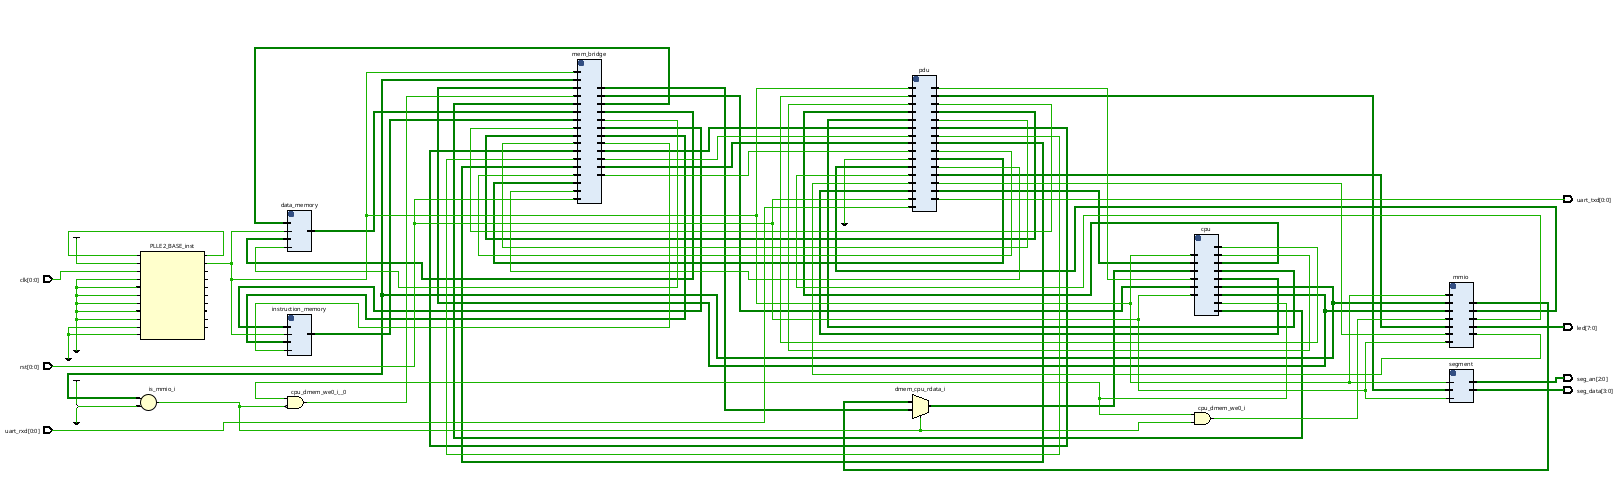 mem_bridge
pdu
data_memory
uart_txd[0:0]
cpu
PLLE2_BASE_inst
clk[0:0]
mmio
instruction_memory
led[7:0]
rst[0:0]
segment
seg_an[2:0]
is_mmio_i
cpu_dmem_we0_i__0
dmem_cpu_rdata_i
seg_data[3:0]
cpu_dmem_we0_i
uart_rxd[0:0]